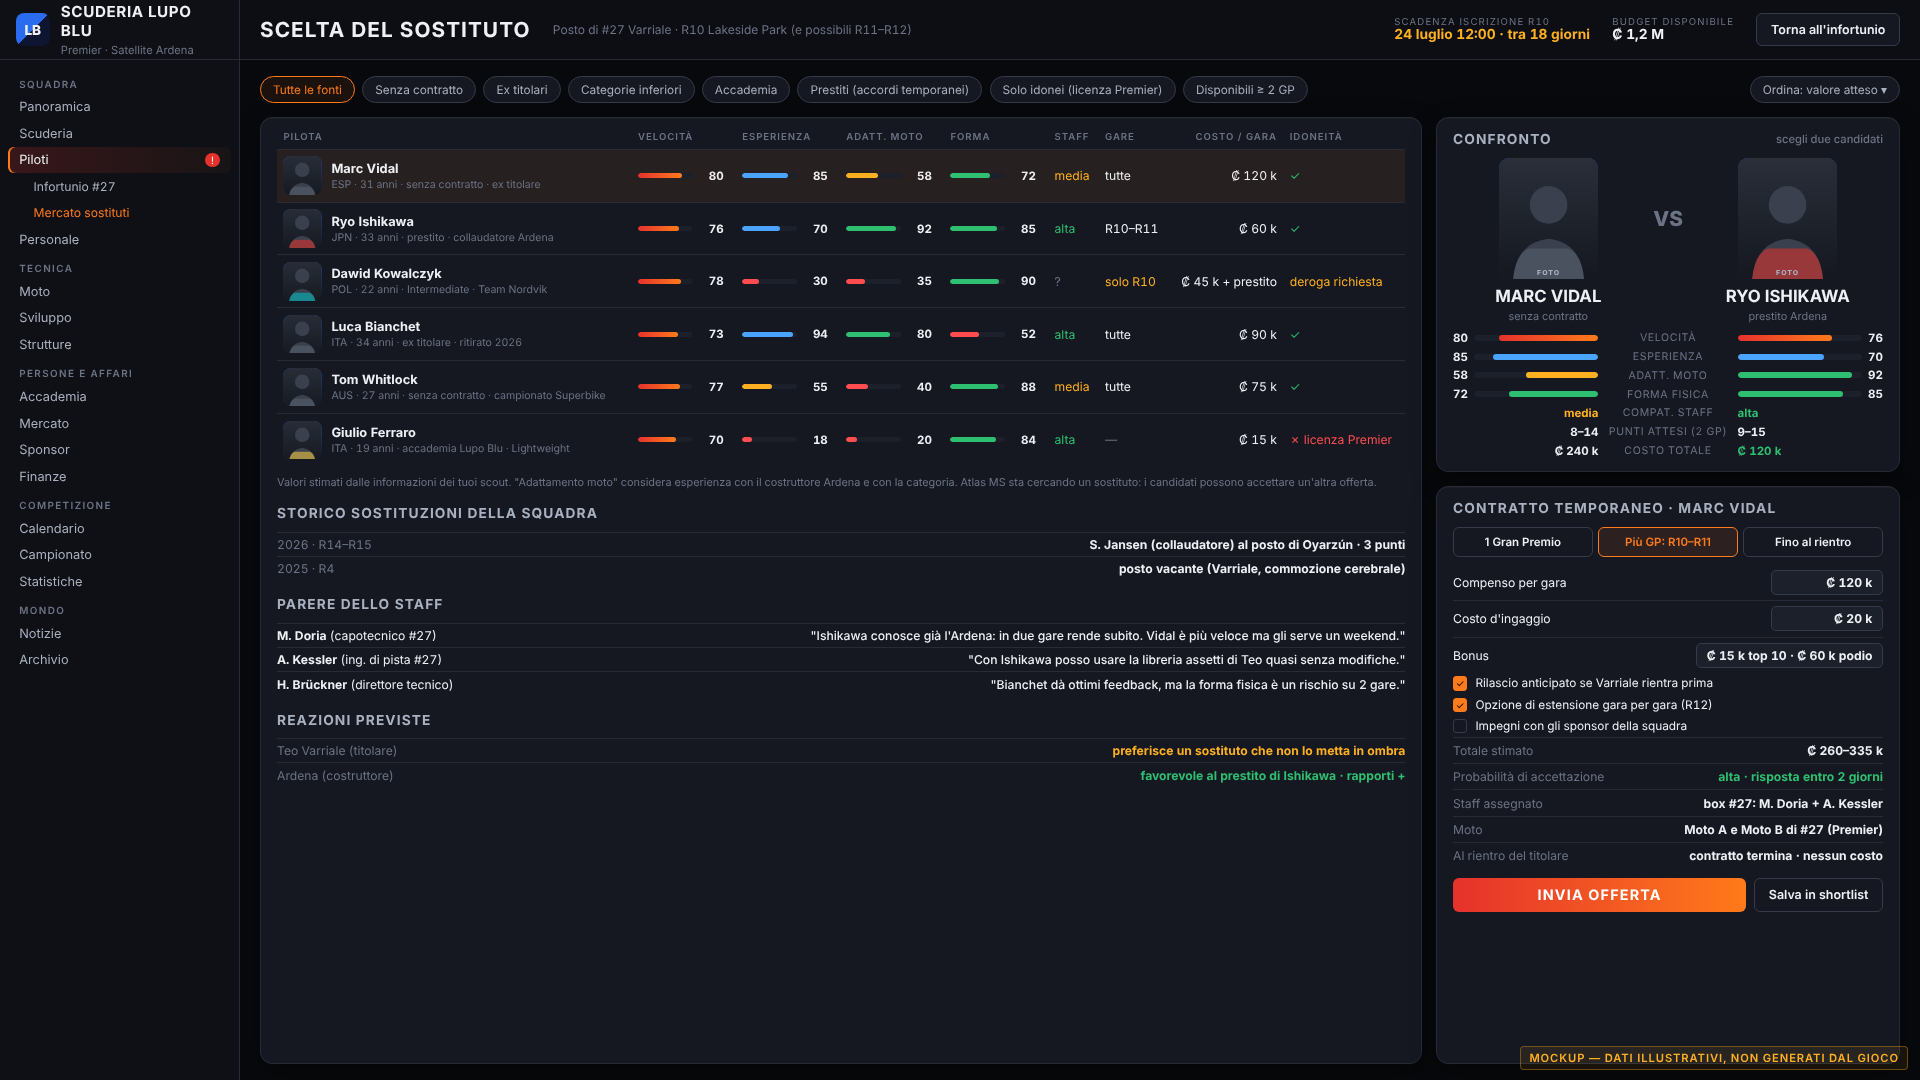 LB
SCUDERIA LUPO BLU
Premier · Satellite Ardena
SQUADRA
Panoramica
Scuderia
Piloti
!
Infortunio #27
Mercato sostituti
Personale
TECNICA
Moto
Sviluppo
Strutture
PERSONE E AFFARI
Accademia
Mercato
Sponsor
Finanze
COMPETIZIONE
Calendario
Campionato
Statistiche
MONDO
Notizie
Archivio
SCELTA DEL SOSTITUTO
Posto di #27 Varriale · R10 Lakeside Park (e possibili R11–R12)
SCADENZA ISCRIZIONE R10
24 luglio 12:00 · tra 18 giorni
BUDGET DISPONIBILE
₡ 1,2 M
Torna all'infortunio
Tutte le fonti
Senza contratto
Ex titolari
Categorie inferiori
Accademia
Prestiti (accordi temporanei)
Solo idonei (licenza Premier)
Disponibili ≥ 2 GP
Ordina: valore atteso ▾
PILOTA VELOCITÀ ESPERIENZA ADATT. MOTO FORMA STAFF GARE COSTO / GARA IDONEITÀ
Marc Vidal
ESP · 31 anni · senza contratto · ex titolare
80 85 58 72 media tutte ₡ 120 k ✓
Ryo Ishikawa
JPN · 33 anni · prestito · collaudatore Ardena
76 70 92 85 alta R10–R11 ₡ 60 k ✓
Dawid Kowalczyk
POL · 22 anni · Intermediate · Team Nordvik
78 30 35 90 ? solo R10 ₡ 45 k + prestito deroga richiesta
Luca Bianchet
ITA · 34 anni · ex titolare · ritirato 2026
73 94 80 52 alta tutte ₡ 90 k ✓
Tom Whitlock
AUS · 27 anni · senza contratto · campionato Superbike
77 55 40 88 media tutte ₡ 75 k ✓
Giulio Ferraro
ITA · 19 anni · accademia Lupo Blu · Lightweight
70 18 20 84 alta — ₡ 15 k × licenza Premier
Valori stimati dalle informazioni dei tuoi scout. "Adattamento moto" considera esperienza con il costruttore Ardena e con la categoria. Atlas MS sta cercando un sostituto: i candidati possono accettare un'altra offerta.
STORICO SOSTITUZIONI DELLA SQUADRA
2026 · R14–R15 S. Jansen (collaudatore) al posto di Oyarzún · 3 punti
2025 · R4 posto vacante (Varriale, commozione cerebrale)
PARERE DELLO STAFF
M. Doria (capotecnico #27) "Ishikawa conosce già l'Ardena: in due gare rende subito. Vidal è più veloce ma gli serve un weekend."
A. Kessler (ing. di pista #27) "Con Ishikawa posso usare la libreria assetti di Teo quasi senza modifiche."
H. Brückner (direttore tecnico) "Bianchet dà ottimi feedback, ma la forma fisica è un rischio su 2 gare."
REAZIONI PREVISTE
Teo Varriale (titolare) preferisce un sostituto che non lo metta in ombra
Ardena (costruttore) favorevole al prestito di Ishikawa · rapporti +
CONFRONTO
scegli due candidati
FOTO
VS
FOTO
MARC VIDAL
senza contratto
RYO ISHIKAWA
prestito Ardena
80 VELOCITÀ 76
85 ESPERIENZA 70
58 ADATT. MOTO 92
72 FORMA FISICA 85
media COMPAT. STAFF alta
8–14 PUNTI ATTESI (2 GP) 9–15
₡ 240 k COSTO TOTALE ₡ 120 k
CONTRATTO TEMPORANEO · MARC VIDAL
1 Gran Premio
Più GP: R10–R11
Fino al rientro
Compenso per gara ₡ 120 k
Costo d'ingaggio ₡ 20 k
Bonus ₡ 15 k top 10 · ₡ 60 k podio
✓ Rilascio anticipato se Varriale rientra prima
✓ Opzione di estensione gara per gara (R12)
Impegni con gli sponsor della squadra
Totale stimato ₡ 260–335 k
Probabilità di accettazione alta · risposta entro 2 giorni
Staff assegnato box #27: M. Doria + A. Kessler
Moto Moto A e Moto B di #27 (Premier)
Al rientro del titolare contratto termina · nessun costo
INVIA OFFERTA
Salva in shortlist
MOCKUP — DATI ILLUSTRATIVI, NON GENERATI DAL GIOCO